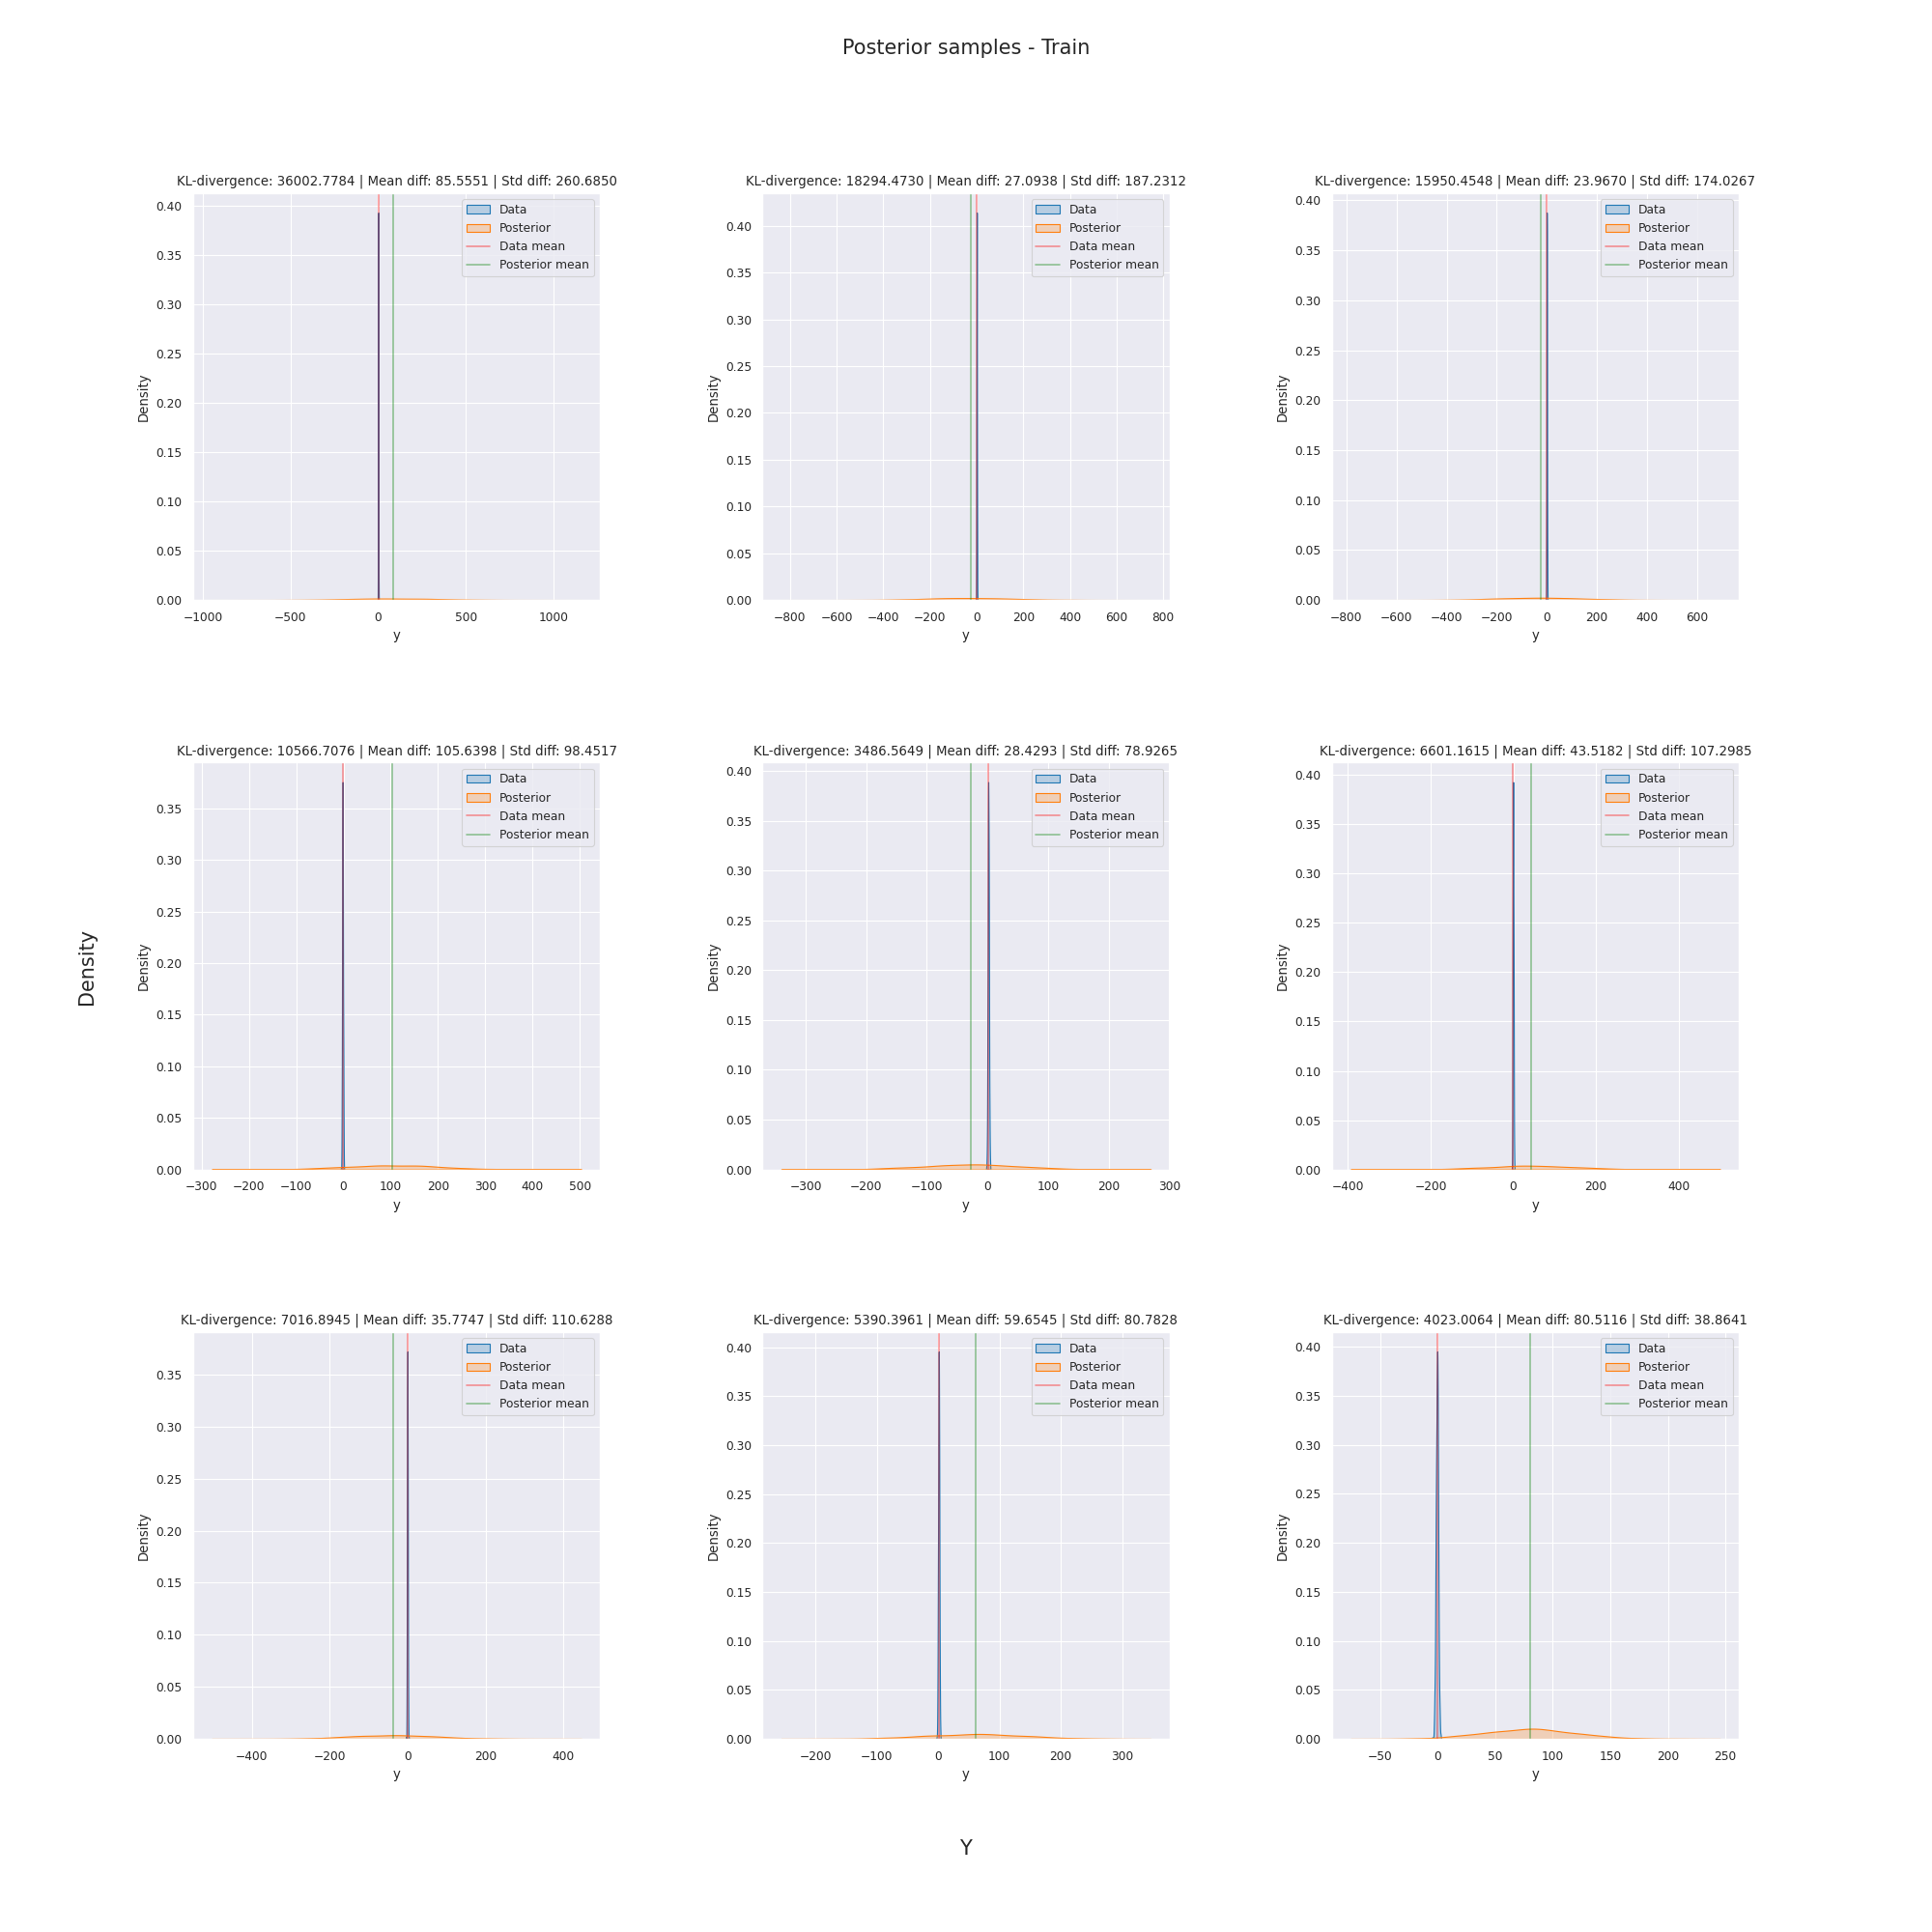 Posterior samples - Train
KL-divergence: 36002.7784 | Mean diff: 85.5551 | Std diff: 260.6850
Data
Posterior
Data mean
Posterior mean
0.40
0.35
0.30
0.25
0.20
0.15
0.10
0.05
0.00
Density
−1000 −500 0 500 1000
y
KL-divergence: 18294.4730 | Mean diff: 27.0938 | Std diff: 187.2312
Data
Posterior
Data mean
Posterior mean
0.40
0.35
0.30
0.25
0.20
0.15
0.10
0.05
0.00
Density
−800 −600 −400 −200 0 200 400 600 800
y
KL-divergence: 15950.4548 | Mean diff: 23.9670 | Std diff: 174.0267
Data
Posterior
Data mean
Posterior mean
0.40
0.35
0.30
0.25
0.20
0.15
0.10
0.05
0.00
Density
−800 −600 −400 −200 0 200 400 600
y
KL-divergence: 10566.7076 | Mean diff: 105.6398 | Std diff: 98.4517
Data
Posterior
Data mean
Posterior mean
0.35
0.30
0.25
0.20
0.15
0.10
0.05
0.00
Density
−300 −200 −100 0 100 200 300 400 500
y
KL-divergence: 3486.5649 | Mean diff: 28.4293 | Std diff: 78.9265
Data
Posterior
Data mean
Posterior mean
0.40
0.35
0.30
0.25
0.20
0.15
0.10
0.05
0.00
Density
−300 −200 −100 0 100 200 300
y
KL-divergence: 6601.1615 | Mean diff: 43.5182 | Std diff: 107.2985
Data
Posterior
Data mean
Posterior mean
0.40
0.35
0.30
0.25
0.20
0.15
0.10
0.05
0.00
Density
−400 −200 0 200 400
y
Density
KL-divergence: 7016.8945 | Mean diff: 35.7747 | Std diff: 110.6288
Data
Posterior
Data mean
Posterior mean
0.35
0.30
0.25
0.20
0.15
0.10
0.05
0.00
Density
−400 −200 0 200 400
y
KL-divergence: 5390.3961 | Mean diff: 59.6545 | Std diff: 80.7828
Data
Posterior
Data mean
Posterior mean
0.40
0.35
0.30
0.25
0.20
0.15
0.10
0.05
0.00
Density
−200 −100 0 100 200 300
y
KL-divergence: 4023.0064 | Mean diff: 80.5116 | Std diff: 38.8641
Data
Posterior
Data mean
Posterior mean
0.40
0.35
0.30
0.25
0.20
0.15
0.10
0.05
0.00
Density
−50 0 50 100 150 200 250
y
Y